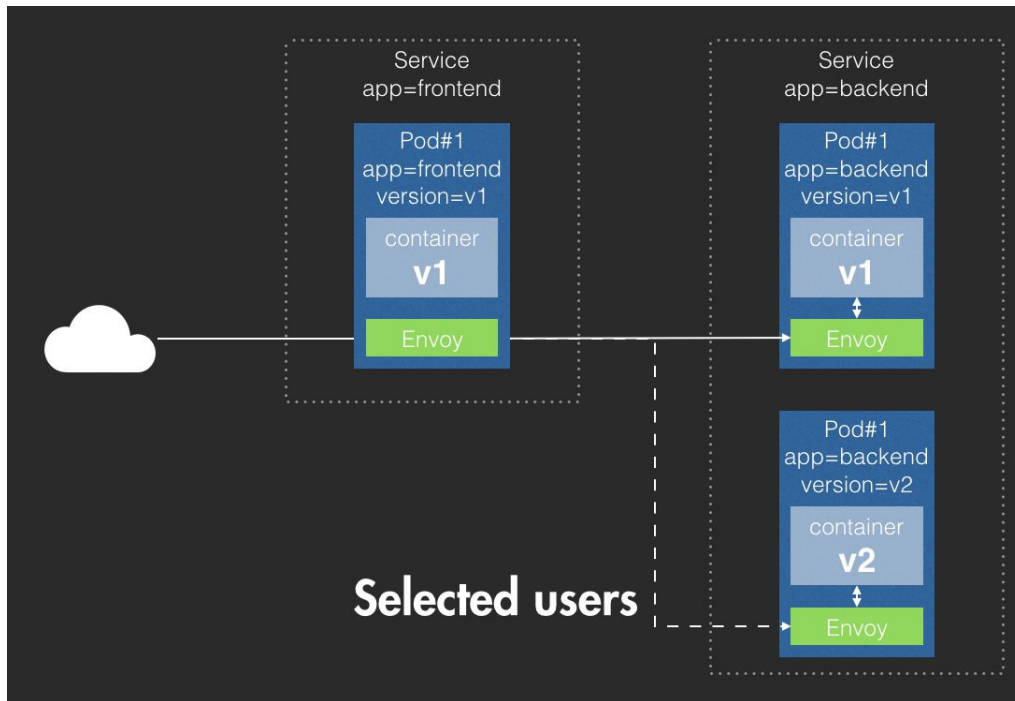 Service
app=frontend
Pod#1
app=frontend
version=v1
container
v1
Envoy
Service
app=backend
Pod#1
app=backend
version=v1
container
v1
Envoy
Pod#1
app=backend
version=v2
container
v2
Envoy
Selected users